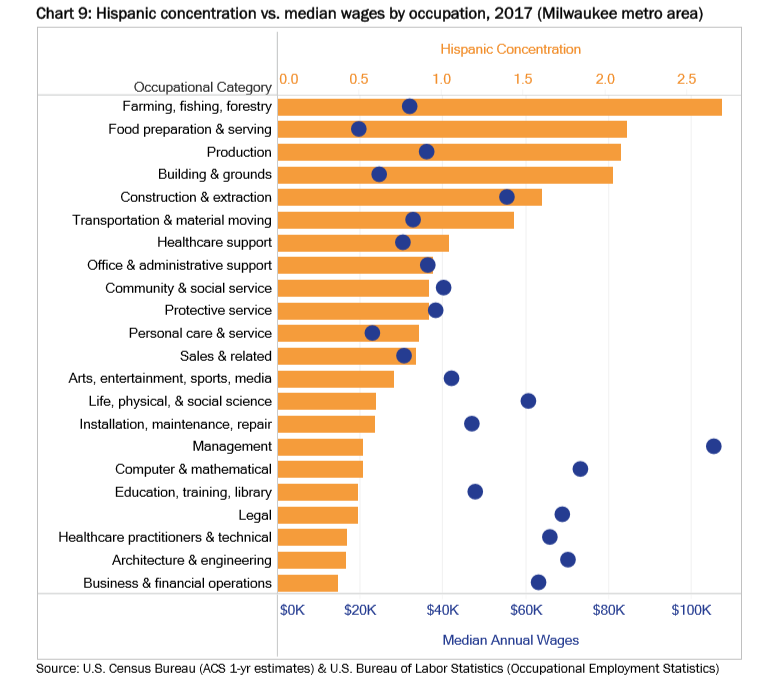 Chart 9: Hispanic concentration vs. median wages by occupation, 2017 (Milwaukee metro area)
Hispanic Concentration
0.0 0.5 1.0 1.5 2.0 2.5
Occupational Category
Farming, fishing, forestry
Food preparation & serving
Production
Building & grounds
Construction & extraction
Transportation & material moving
Healthcare support
Office & administrative support
Community & social service
Protective service
Personal care & service
Sales & related
Arts, entertainment, sports, media
Life, physical, & social science
Installation, maintenance, repair
Management
Computer & mathematical
Education, training, library
Legal
Healthcare practitioners & technical
Architecture & engineering
Business & financial operations
$0K $20K $40K $60K $80K $100K
Median Annual Wages
Source: U.S. Census Bureau (ACS 1-yr estimates) & U.S. Bureau of Labor Statistics (Occupational Employment Statistics)